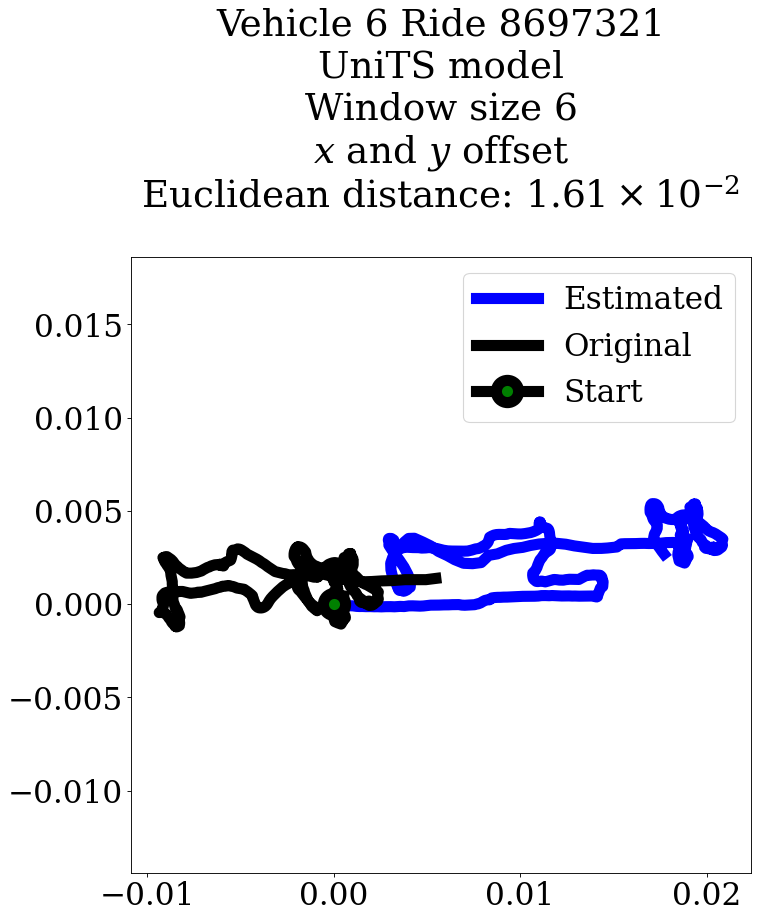 Vehicle 6 Ride 8697321
UniTS model
Window size 6
x and y offset
Euclidean distance: 1.61 × 10⁻²
Estimated
Original
Start
0.015
0.010
0.005
0.000
−0.005
−0.010
−0.01 0.00 0.01 0.02